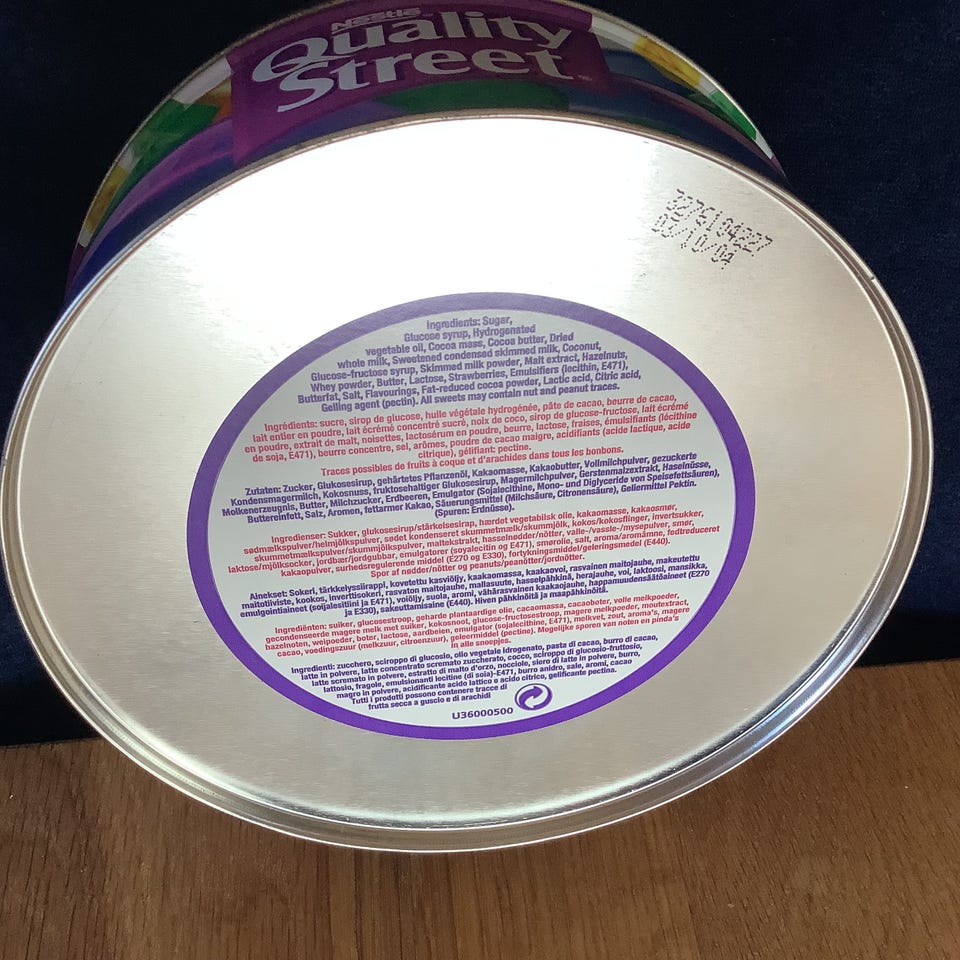 Nestlé
Quality
Street
05/10/04
Ingredients: Sugar,
Glucose syrup, Hydrogenated
vegetable oil, Cocoa mass, Cocoa butter, Dried
whole milk, Sweetened condensed skimmed milk, Coconut,
Glucose-fructose syrup, Skimmed milk powder, Malt extract, Hazelnuts,
Whey powder, Butter, Lactose, Strawberries, Emulsifiers (lecithin, E471),
Butterfat, Salt, Flavourings, Fat-reduced cocoa powder, Lactic acid, Citric acid,
Gelling agent (pectin). All sweets may contain nut and peanut traces.
Ingrédients: sucre, sirop de glucose, huile végétale hydrogénée, pâte de cacao, beurre de cacao,
lait entier en poudre, lait écrémé concentré sucré, noix de coco, sirop de glucose-fructose, lait écrémé
en poudre, extrait de malt, noisettes, lactosérum en poudre, beurre, lactose, fraises, émulsifiants (lécithine
de soja, E471), beurre concentre, sel, arômes, poudre de cacao maigre, acidifiants (acide lactique, acide
citrique), gélifiant: pectine.
Traces possibles de fruits à coque et d'arachides dans tous les bonbons.
Zutaten: Zucker, Glukosesirup, gehärtetes Pflanzenöl, Kakaomasse, Kakaobutter, Vollmilchpulver, gezuckerte
Kondensmagermilch, Kokosnuss, fruktosehaltiger Glukosesirup, Magermilchpulver, Gerstenmalzextrakt, Haselnüsse,
Molkenerzeugnis, Butter, Milchzucker, Erdbeeren, Emulgator (Sojalecithine, Mono- und Diglyceride von Speisefettsäuren),
Buttereinfett, Salz, Aromen, fettarmer Kakao, Säuerungsmittel (Milchsäure, Citronensäure), Geliermittel Pektin.
(Spuren: Erdnüsse).
Ingredienser: Sukker, glukosesirup/stärkelsesirap, hærdet vegetabilsk olie, kakaomasse, kakaosmør,
sødmælkspulver/helmjölkspulver, sødet kondenseret skummetmælk/skummjölk, kokos/kokosflinger, invertsukker,
skummetmælkspulver/skummjölkspulver, maltekstrakt, hasselnødder/nötter, valle-/vassle-/mysepulver, smør,
laktose/mjölksocker, jordbær/jordgubbar, emulgatorer (soyalecitin og E471), smørolie, salt, aroma/aromämne, fedtreduceret
kakaopulver, surhedsregulerende middel (E270 og E330), fortykningsmiddel/geleringsmedel (E440).
Spor af nødder/nötter og peanuts/peanötter/jordnötter.
Ainekset: Sokeri, tärkkelyssiirappi, kovetettu kasviöljy, kaakaomassa, kaakaovoi, rasvainen maitojauhe, makeutettu
maitotiiviste, kookos, inverttisokeri, rasvaton maitojauhe, mallasuute, hasselpähkinä, herajauhe, voi, laktoosi, mansikka,
emulgointiaineet (soijalesitiini ja E471), voiöljy, suola, aromi, vähärasvainen kaakaojauhe, happamuudensäätöaineet (E270
ja E330), sakeuttamisaine (E440). Hiven pähkinöitä ja maapähkinöitä.
Ingrediënten: suiker, glucosestroop, geharde plantaardige olie, cacaomassa, cacaoboter, volle melkpoeder,
gecondenseerde magere melk met suiker, kokosnoot, glucose-fructosestroop, magere melkpoeder, moutextract,
hazelnoten, weipoeder, boter, lactose, aardbeien, emulgator (sojalecithine, E471), melkvet, zout, aroma's, magere
cacao, voedingszuur (melkzuur, citroenzuur), geleermiddel (pectine). Mogelijke sporen van noten en pinda's
in alle snoepjes.
Ingredienti: zucchero, sciroppo di glucosio, olio vegetale idrogenato, pasta di cacao, burro di cacao,
latte in polvere, latte concentrato scremato zuccherato, cocco, sciroppo di glucosio-fruttosio,
latte scremato in polvere, estratto di malto d'orzo, nocciole, siero di latte in polvere, burro,
lattosio, fragole, emulsionanti lecitine (di soia)-E471, burro anidro, sale, aromi, cacao
magro in polvere, acidificante acido lattico e acido citrico, gelificante pectina.
Tutti i prodotti possono contenere tracce di
frutta secca a guscio e di arachidi
U36000500